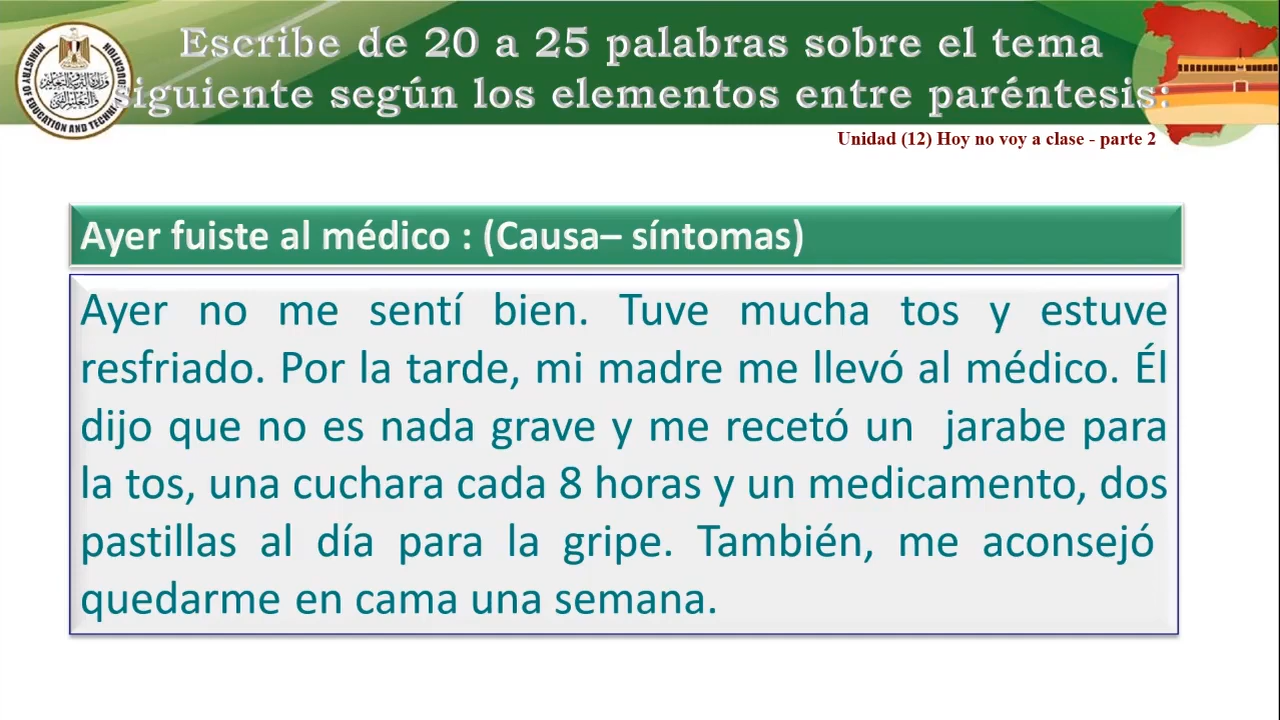 Escribe de 20 a 25 palabras sobre el tema
siguiente según los elementos entre paréntesis:
Unidad (12) Hoy no voy a clase - parte 2
Ayer fuiste al médico : (Causa– síntomas)
Ayer no me sentí bien. Tuve mucha tos y estuve
resfriado. Por la tarde, mi madre me llevó al médico. Él
dijo que no es nada grave y me recetó un jarabe para
la tos, una cuchara cada 8 horas y un medicamento, dos
pastillas al día para la gripe. También, me aconsejó
quedarme en cama una semana.